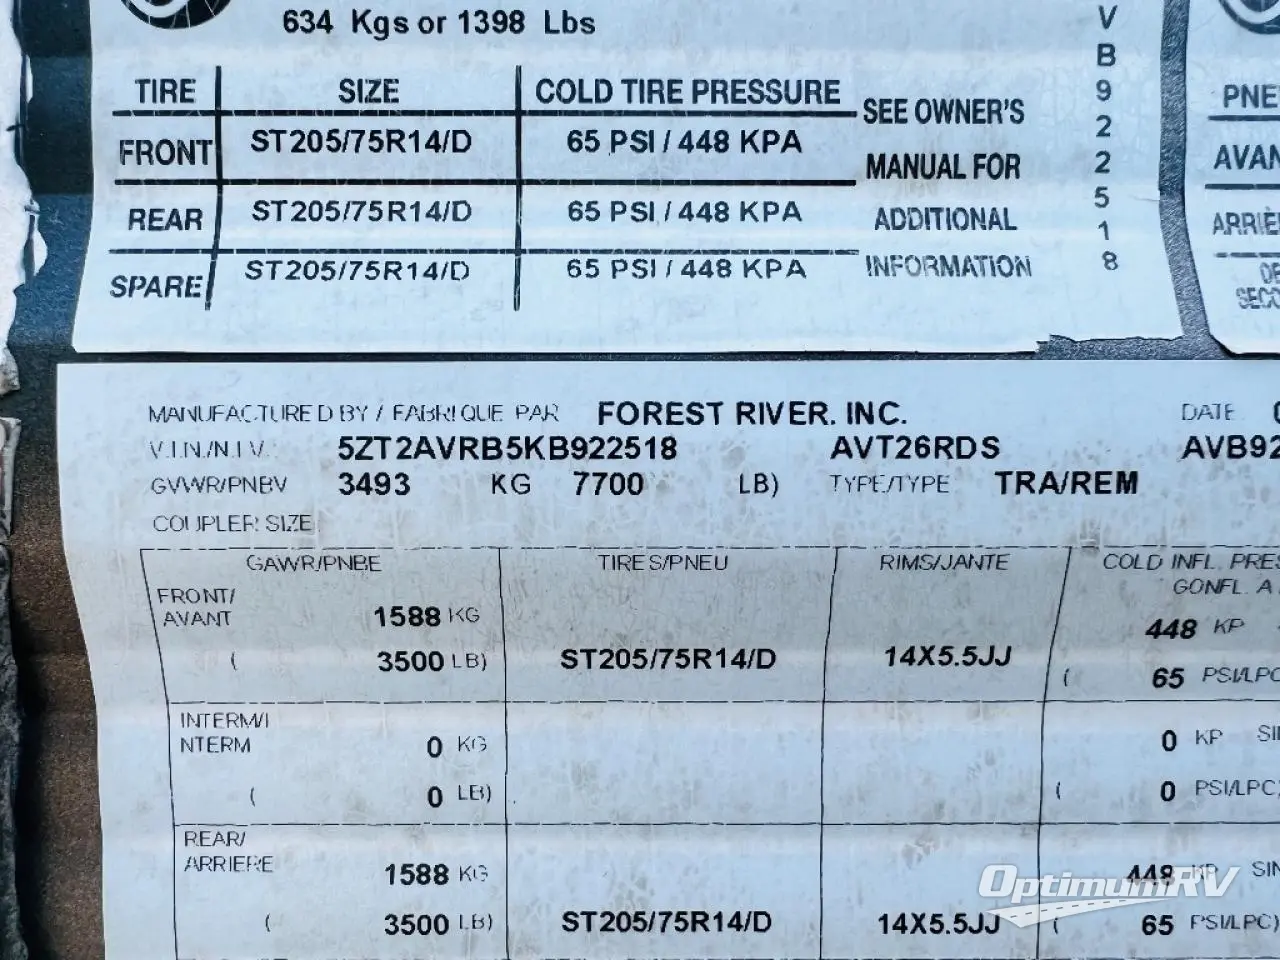 634 Kgs or 1398 Lbs
TIRE SIZE COLD TIRE PRESSURE SEE OWNER'S
FRONT ST205/75R14/D 65 PSI / 448 KPA MANUAL FOR
REAR ST205/75R14/D 65 PSI / 448 KPA ADDITIONAL
SPARE ST205/75R14/D 65 PSI / 448 KPA INFORMATION
V
B
9
2
2
5
1
8
PNE
AVAN
ARRIÈ
DE
SECO
MANUFACTURED BY / FABRIQUE PAR FOREST RIVER. INC. DATE
V.I.N./N.I.V. 5ZT2AVRB5KB922518 AVT26RDS AVB92
GVWR/PNBV 3493 KG 7700 LB) TYPE/TYPE TRA/REM
COUPLER SIZE
GAWR/PNBE TIRES/PNEU RIMS/JANTE COLD INFL. PRES
GONFL. A
FRONT/
AVANT 1588 KG 448 KP
( 3500 LB) ST205/75R14/D 14X5.5JJ ( 65 PSI/LPC
INTERM/I
NTERM 0 KG 0 KP SIN
( 0 LB) ( 0 PSI/LPC)
REAR/
ARRIERE 1588 KG 448 KP SIN
( 3500 LB) ST205/75R14/D 14X5.5JJ ( 65 PSI/LPC)
OptimumRV